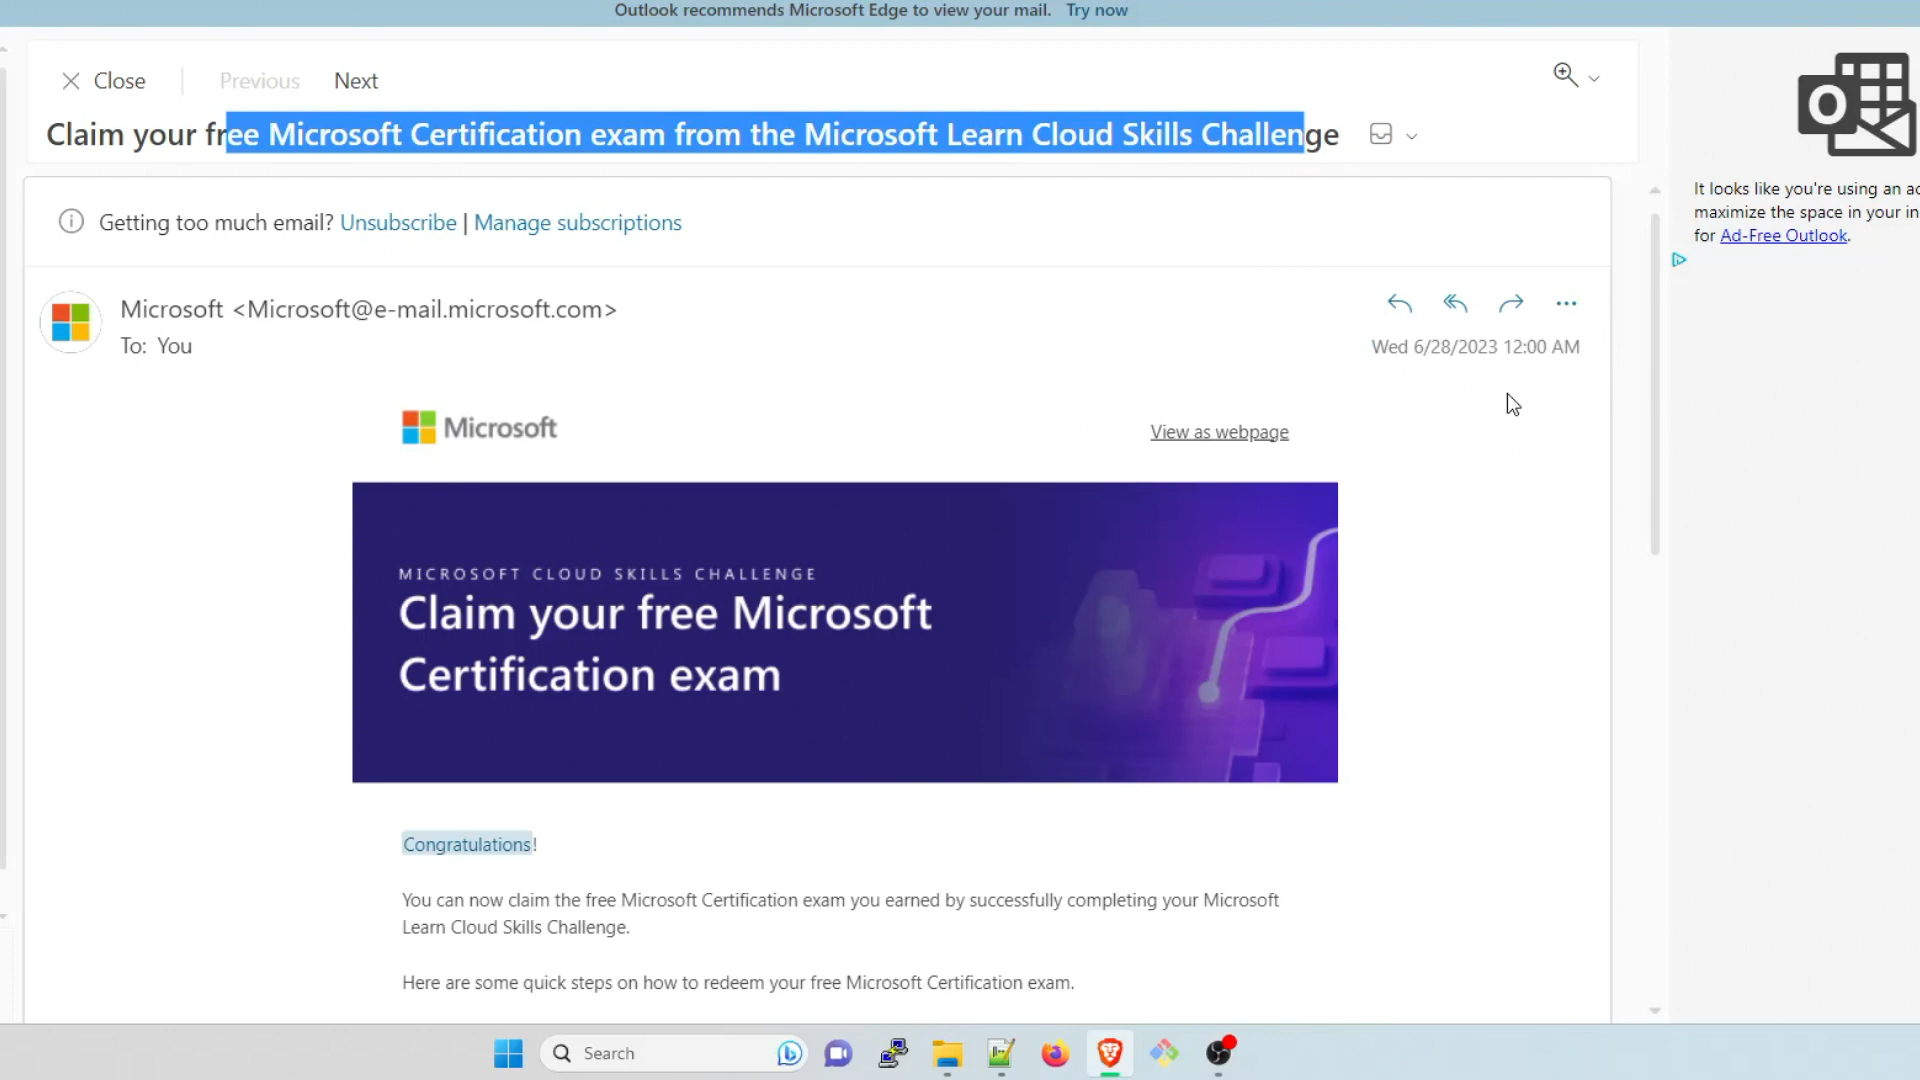 Outlook recommends Microsoft Edge to view your mail. Try now
Close Previous Next
Claim your free Microsoft Certification exam from the Microsoft Learn Cloud Skills Challenge
It looks like you're using an
maximize the space in your
for Ad-Free Outlook.
Getting too much email? Unsubscribe | Manage subscriptions
Microsoft <Microsoft@e-mail.microsoft.com>
To: You
Wed 6/28/2023 12:00 AM
Microsoft
View as webpage
MICROSOFT CLOUD SKILLS CHALLENGE
Claim your free Microsoft
Certification exam
Congratulations!
You can now claim the free Microsoft Certification exam you earned by successfully completing your Microsoft
Learn Cloud Skills Challenge.
Here are some quick steps on how to redeem your free Microsoft Certification exam.
Search